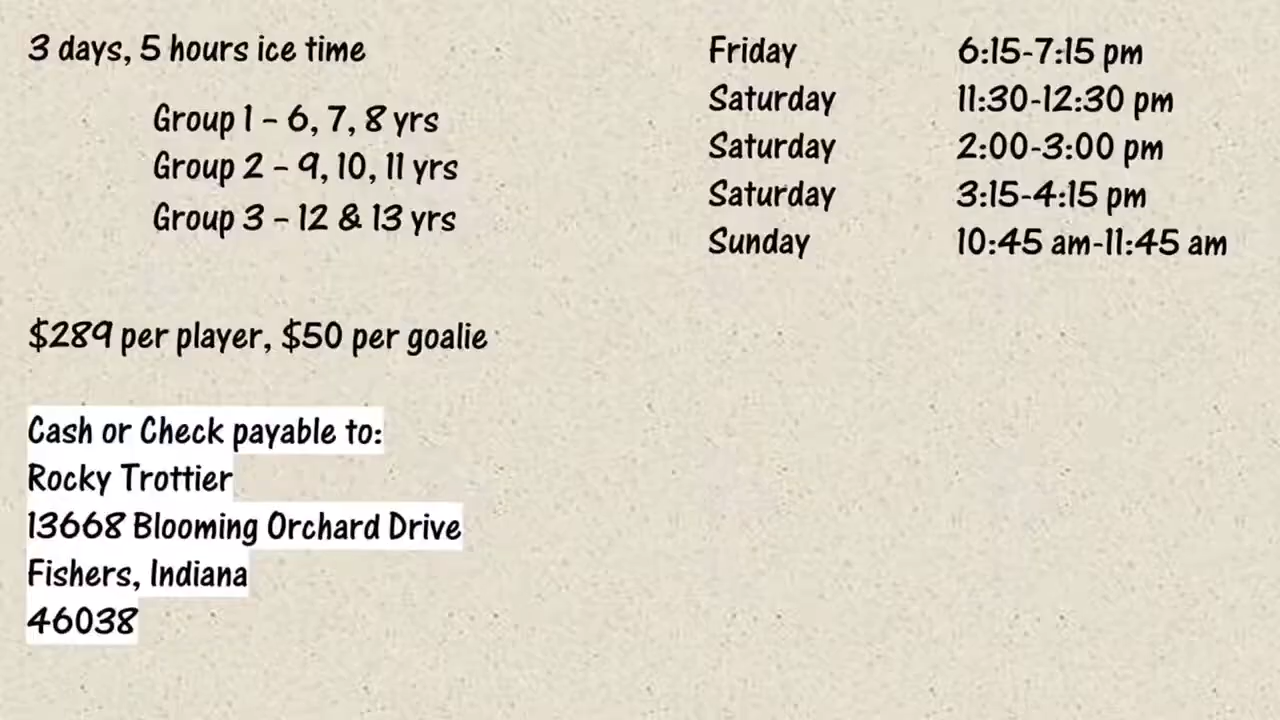 3 days, 5 hours ice time
Group 1 - 6, 7, 8 yrs
Group 2 - 9, 10, 11 yrs
Group 3 - 12 & 13 yrs
$289 per player, $50 per goalie
Cash or Check payable to:
Rocky Trottier
13668 Blooming Orchard Drive
Fishers, Indiana
46038
Friday 6:15-7:15 pm
Saturday 11:30-12:30 pm
Saturday 2:00-3:00 pm
Saturday 3:15-4:15 pm
Sunday 10:45 am-11:45 am